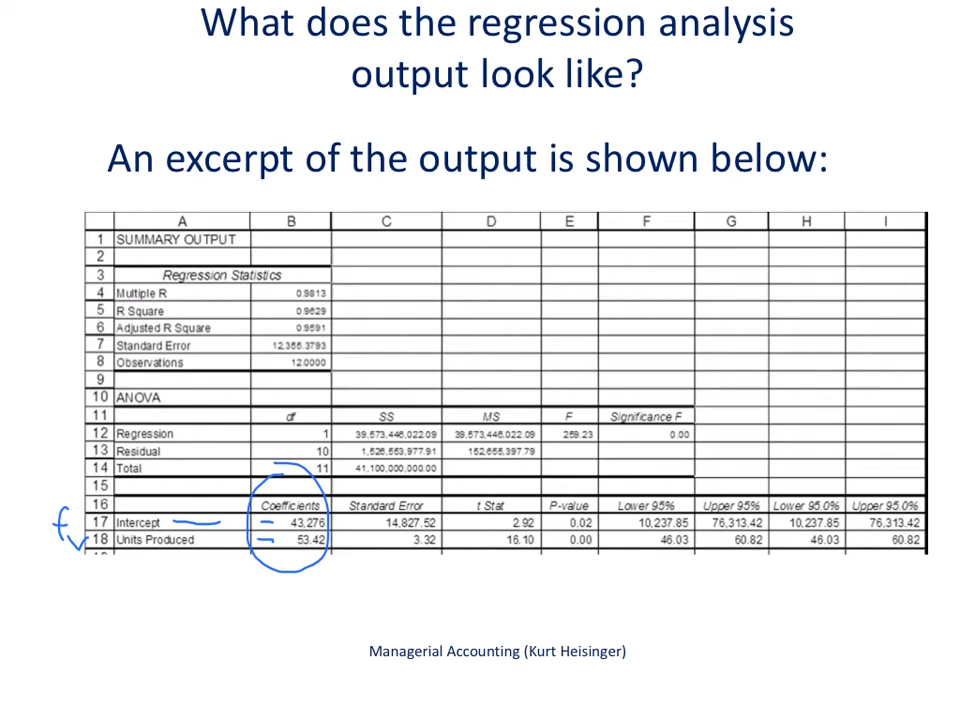 What does the regression analysis
output look like?
An excerpt of the output is shown below:
A B C D E F G H I
1 SUMMARY OUTPUT
2
3 Regression Statistics
4 Multiple R 0.9813
5 R Square 0.9629
6 Adjusted R Square 0.9591
7 Standard Error 12,355.3793
8 Observations 12.0000
9
10 ANOVA
11 df SS MS F Significance F
12 Regression 1 39,573,446,022.09 39,573,446,022.09 259.23 0.00
13 Residual 10 1,526,553,977.91 152,655,397.79
14 Total 11 41,100,000,000.00
15
16 Coefficients Standard Error t Stat P-value Lower 95% Upper 95% Lower 95.0% Upper 95.0%
f 17 Intercept 43,276 14,827.52 2.92 0.02 10,237.85 76,313.42 10,237.85 76,313.42
v 18 Units Produced 53.42 3.32 16.10 0.00 46.03 60.82 46.03 60.82
Managerial Accounting (Kurt Heisinger)